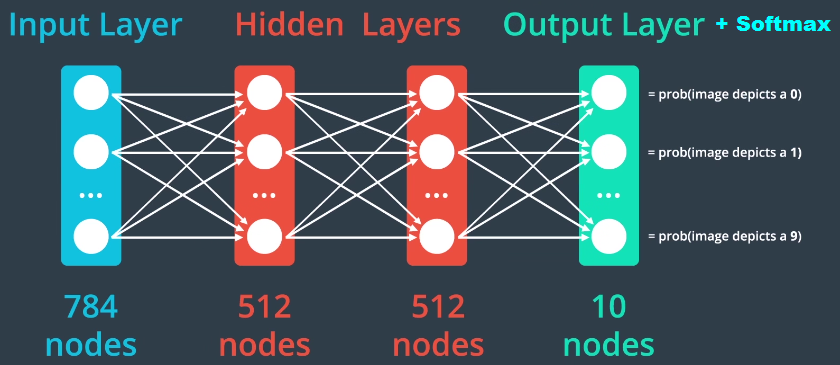 Input Layer Hidden Layers Output Layer + Softmax
= prob(image depicts a 0)
= prob(image depicts a 1)
... ... ... ...
= prob(image depicts a 9)
784 512 512 10
nodes nodes nodes nodes